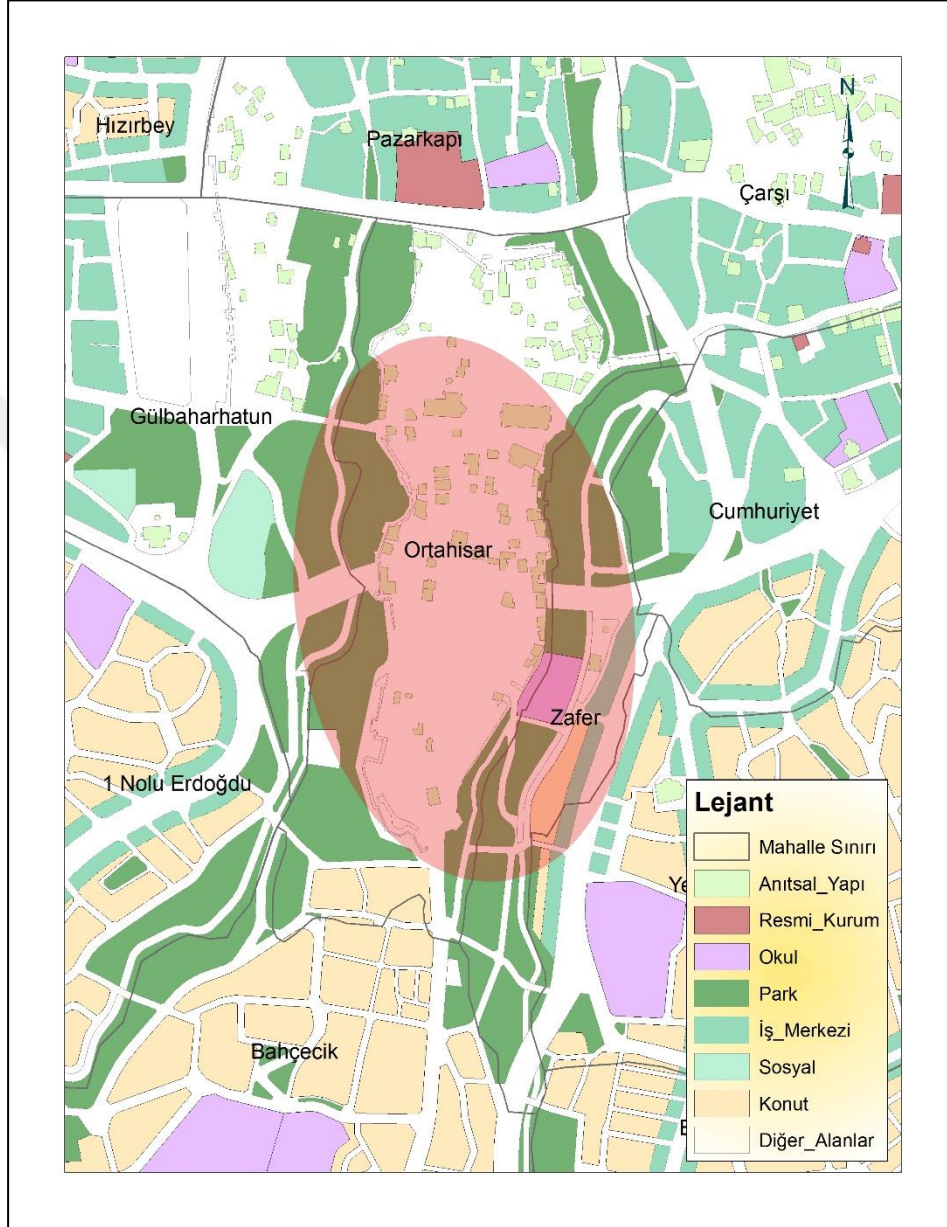 N
Hızırbey
Pazarkapı
Çarşı
Gülbaharhatun
Cumhuriyet
Ortahisar
Zafer
1 Nolu Erdoğdu
Bahçecik
Lejant
Mahalle Sınırı
Anıtsal_Yapı
Resmi_Kurum
Okul
Park
İş_Merkezi
Sosyal
Konut
Diğer_Alanlar